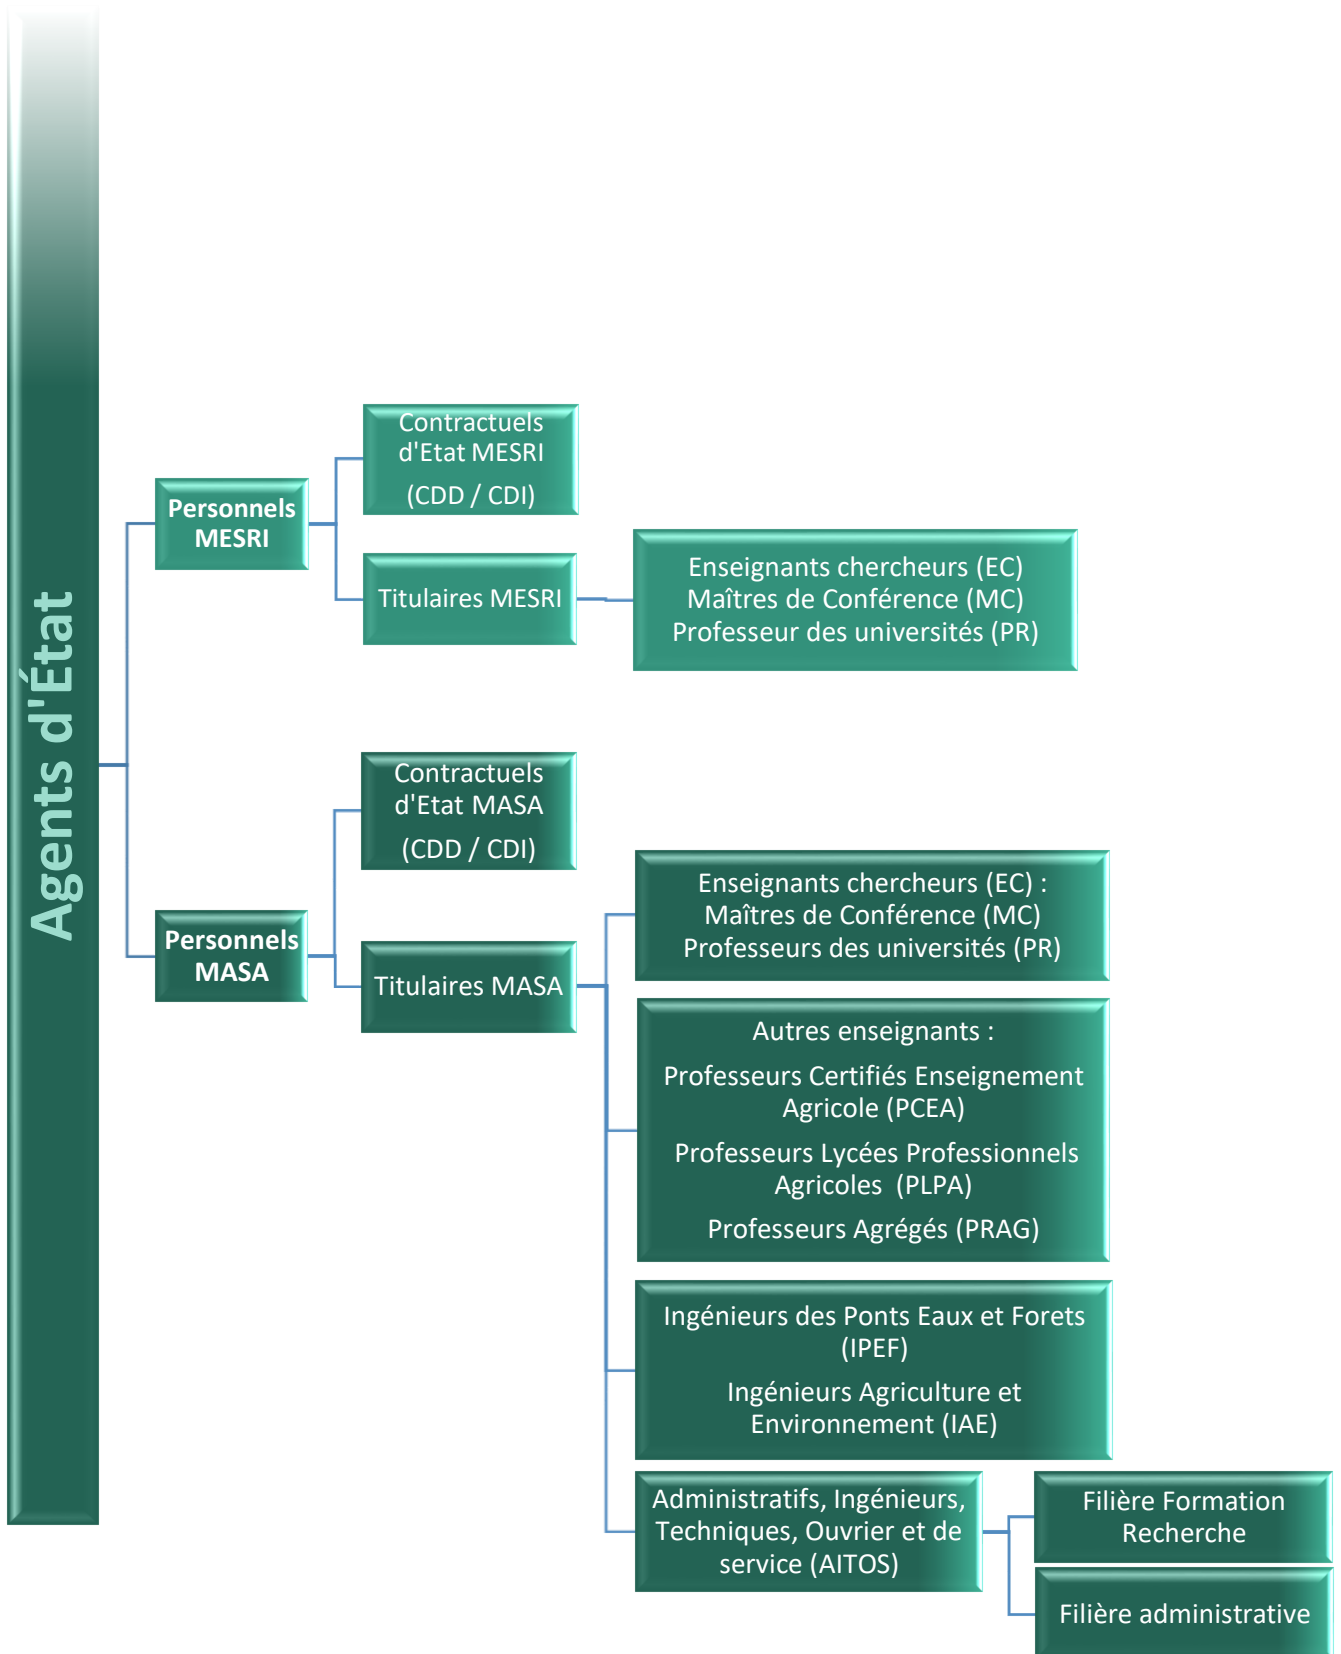 Agents d'État
Personnels
MESRI
Contractuels
d'Etat MESRI
(CDD / CDI)
Titulaires MESRI
Enseignants chercheurs (EC)
Maîtres de Conférence (MC)
Professeur des universités (PR)
Personnels
MASA
Contractuels
d'Etat MASA
(CDD / CDI)
Titulaires MASA
Enseignants chercheurs (EC) :
Maîtres de Conférence (MC)
Professeurs des universités (PR)
Autres enseignants :
Professeurs Certifiés Enseignement
Agricole (PCEA)
Professeurs Lycées Professionnels
Agricoles  (PLPA)
Professeurs Agrégés (PRAG)
Ingénieurs des Ponts Eaux et Forets
(IPEF)
Ingénieurs Agriculture et
Environnement (IAE)
Administratifs, Ingénieurs,
Techniques, Ouvrier et de
service (AITOS)
Filière Formation
Recherche
Filière administrative